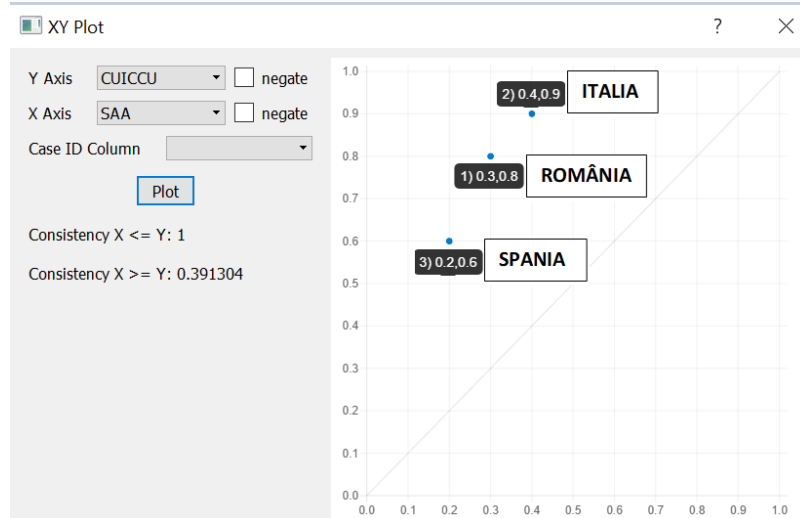 XY Plot
?
Y Axis CUICCU negate
X Axis SAA negate
Case ID Column
Plot
Consistency X <= Y: 1
Consistency X >= Y: 0.391304
1.0
0.9
0.8
0.7
0.6
0.5
0.4
0.3
0.2
0.1
0.0
2) 0.4,0.9 ITALIA
1) 0.3,0.8 ROMÂNIA
3) 0.2,0.6 SPANIA
0.0 0.1 0.2 0.3 0.4 0.5 0.6 0.7 0.8 0.9 1.0